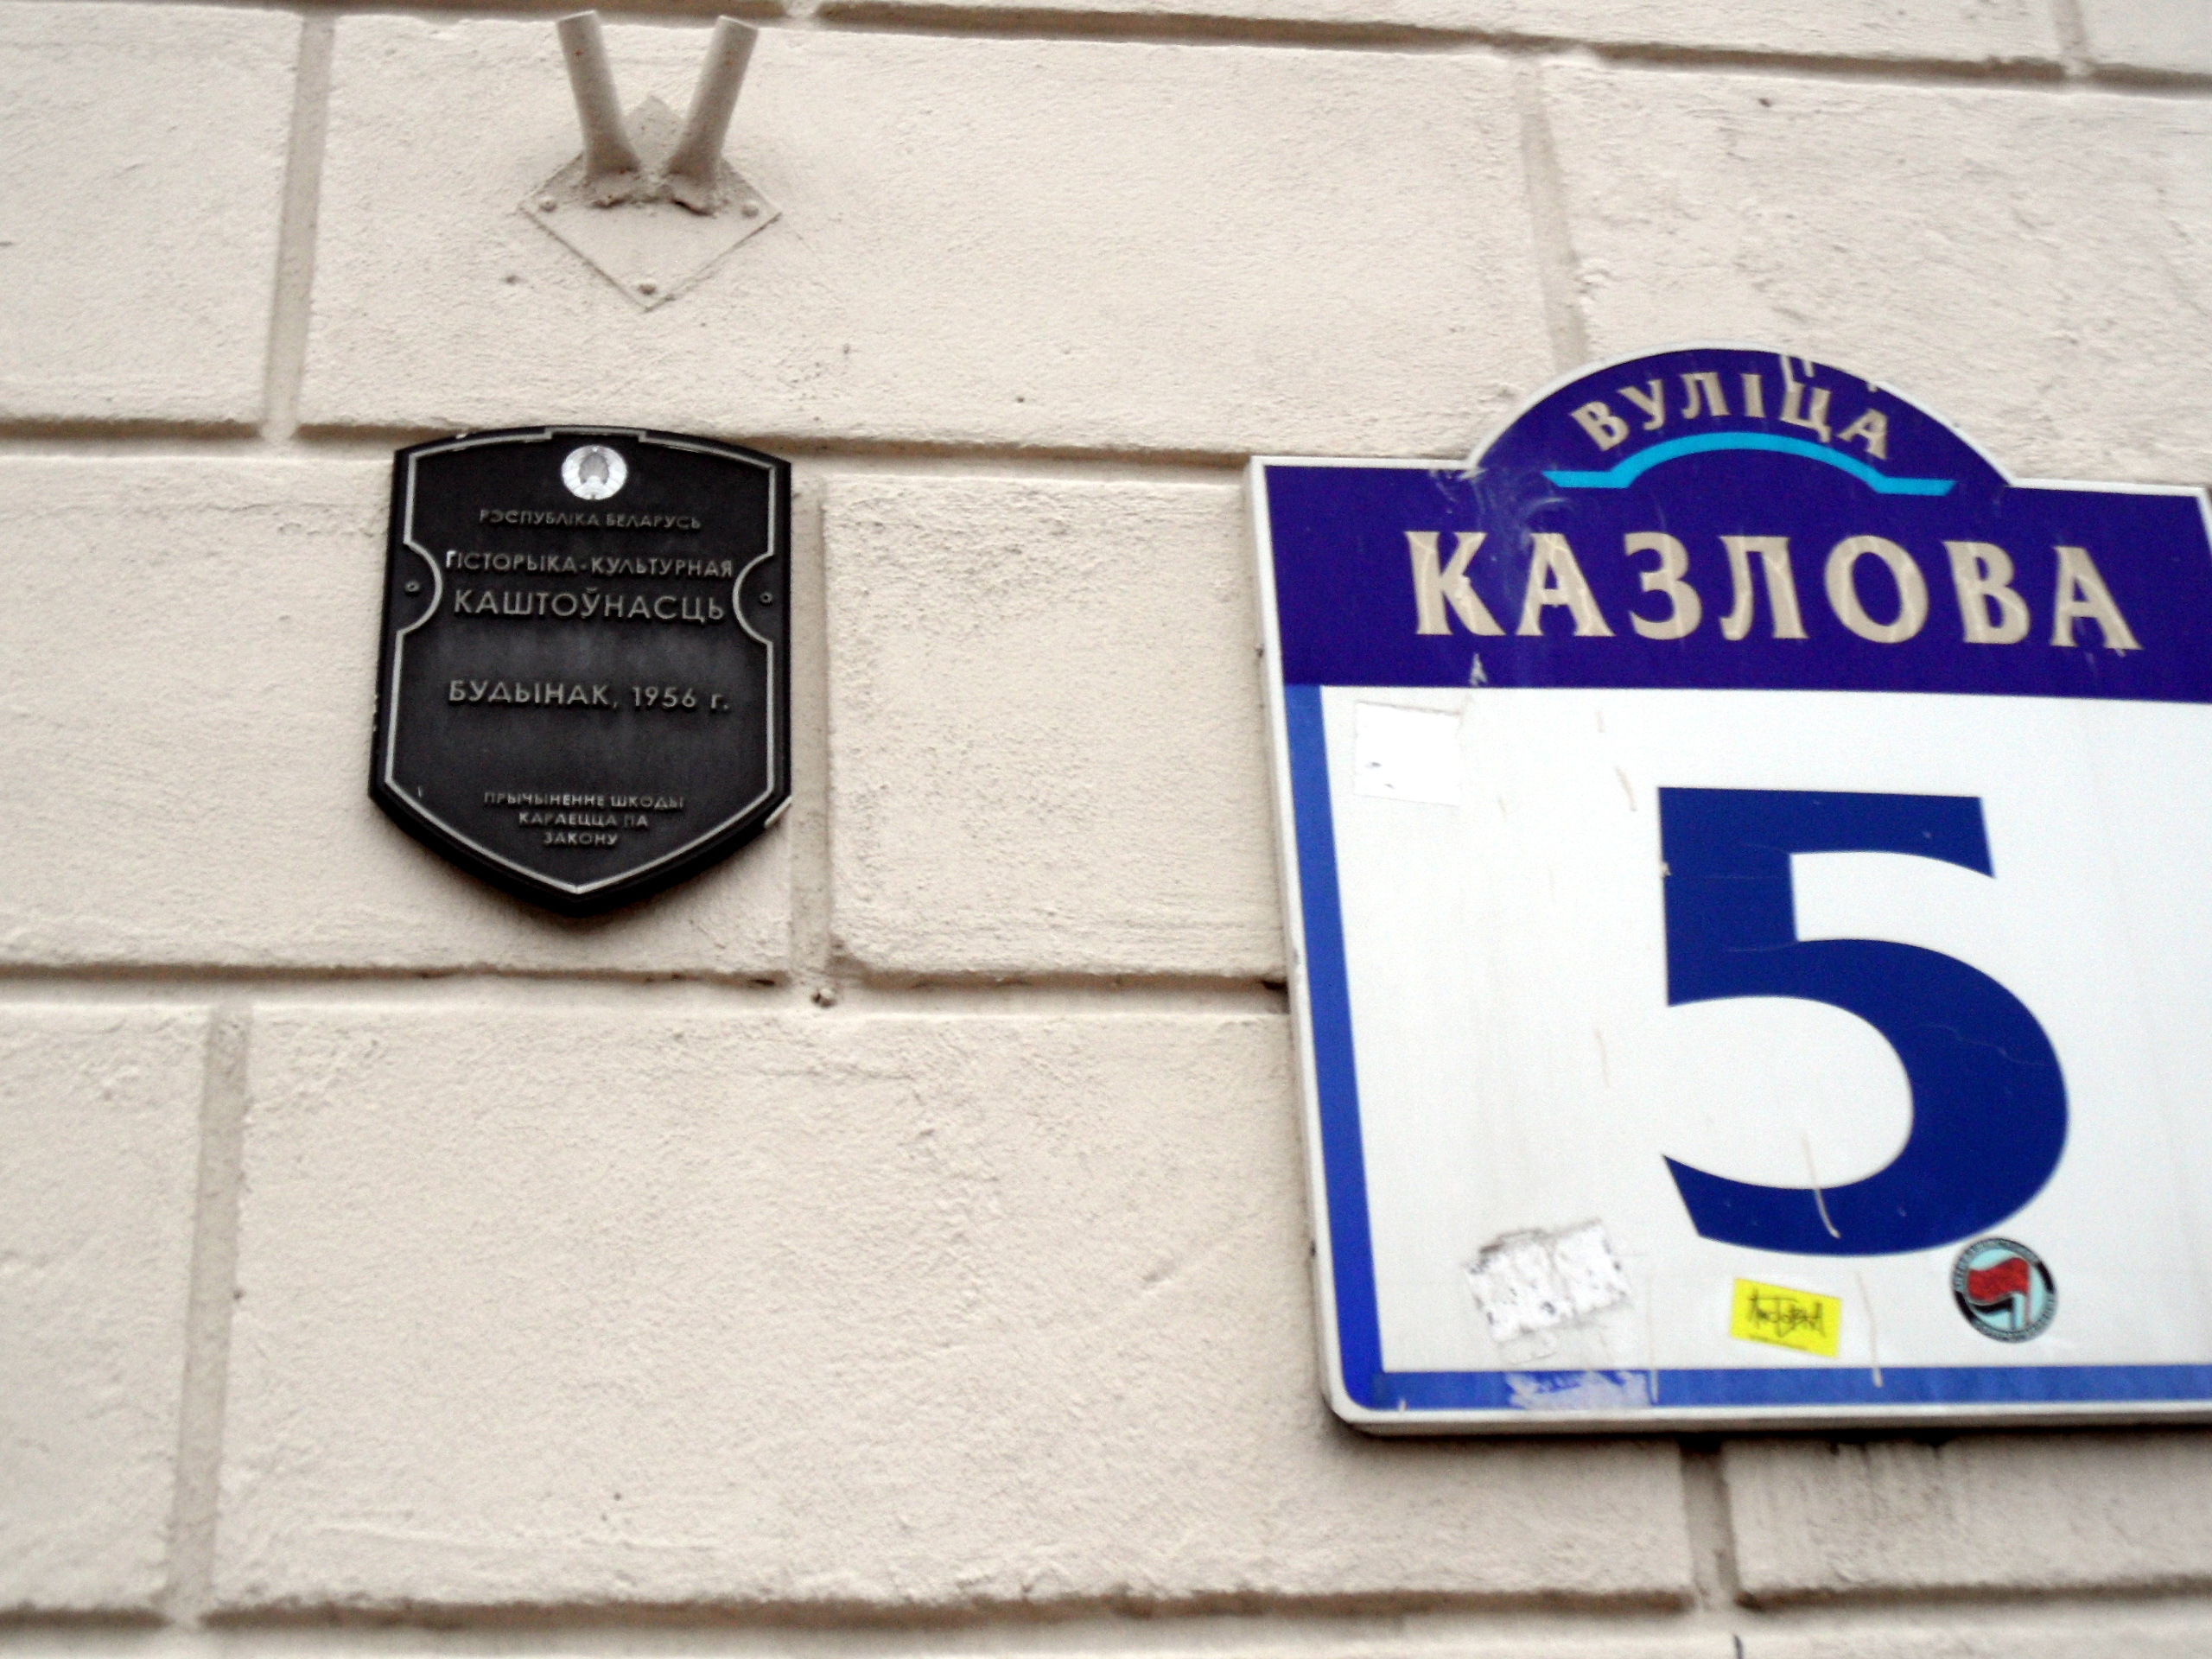 РЭСПУБЛІКА БЕЛАРУСЬ
ГІСТОРЫКА-КУЛЬТУРНАЯ
КАШТОЎНАСЦЬ
БУДЫНАК, 1956 г.
ПРЫЧЫНЕННЕ ШКОДЫ
КАРАЕЦЦА ПА
ЗАКОНУ
ВУЛІЦА
КАЗЛОВА
5